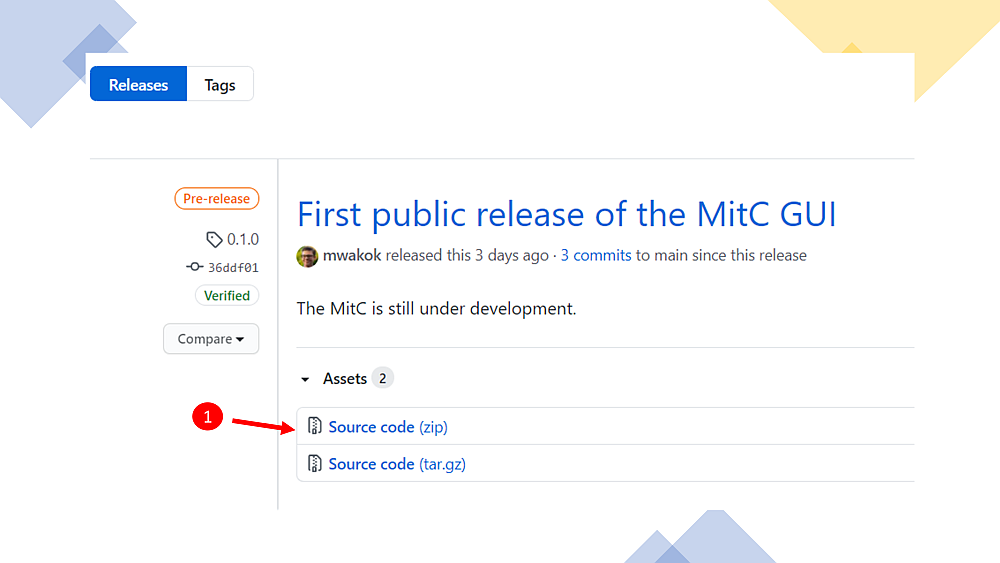 Releases Tags
Pre-release
0.1.0
36ddf01
Verified
Compare
First public release of the MitC GUI
mwakok released this 3 days ago · 3 commits to main since this release
The MitC is still under development.
Assets 2
1
Source code (zip)
Source code (tar.gz)